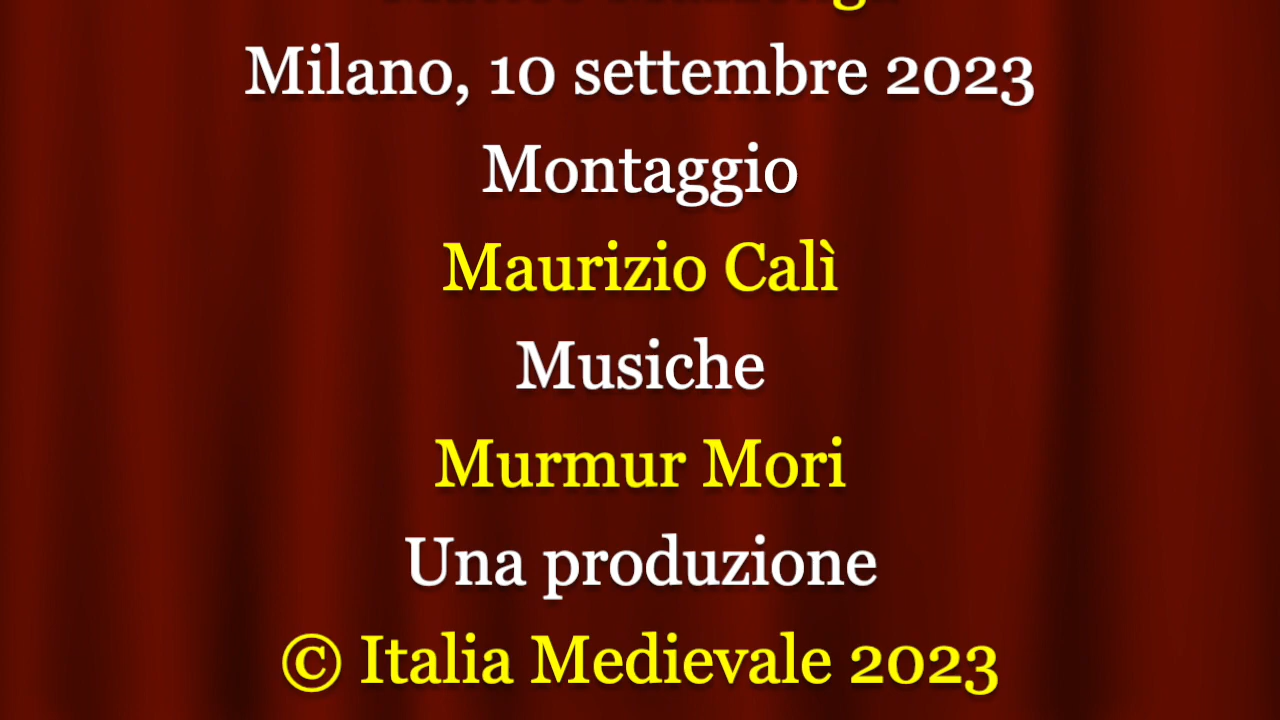 Milano, 10 settembre 2023
Montaggio
Maurizio Calì
Musiche
Murmur Mori
Una produzione
© Italia Medievale 2023